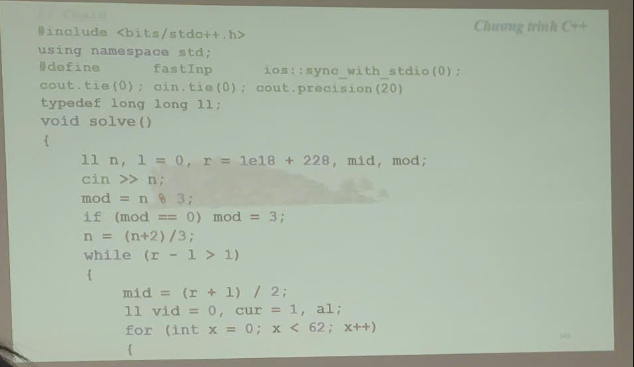 Chương trình C++
#include <bits/stdc++.h>
using namespace std;
#define fastInp ios::sync_with_stdio(0);
cout.tie(0); cin.tie(0); cout.precision(20)
typedef long long ll;
void solve()
{
ll n, l = 0, r = 1e18 + 228, mid, mod;
cin >> n;
mod = n % 3;
if (mod == 0) mod = 3;
n = (n+2)/3;
while (r - l > 1)
{
mid = (r + l) / 2;
ll vid = 0, cur = 1, al;
for (int x = 0; x < 62; x++)
{